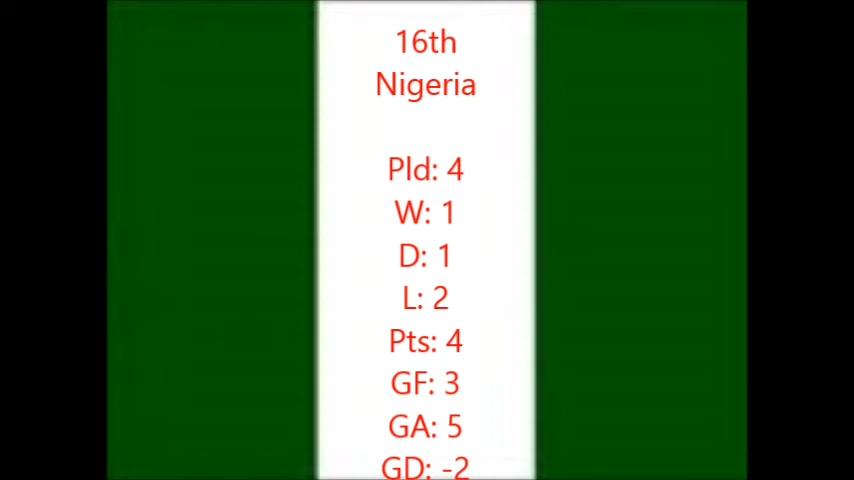 16th
Nigeria
Pld: 4
W: 1
D: 1
L: 2
Pts: 4
GF: 3
GA: 5
GD: -2